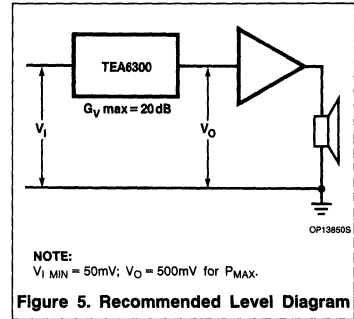 TEA6300
G_V max = 20 dB
V_I
V_O
OP13850S
NOTE:
V_I MIN = 50mV; V_O = 500mV for P_MAX.
Figure 5. Recommended Level Diagram